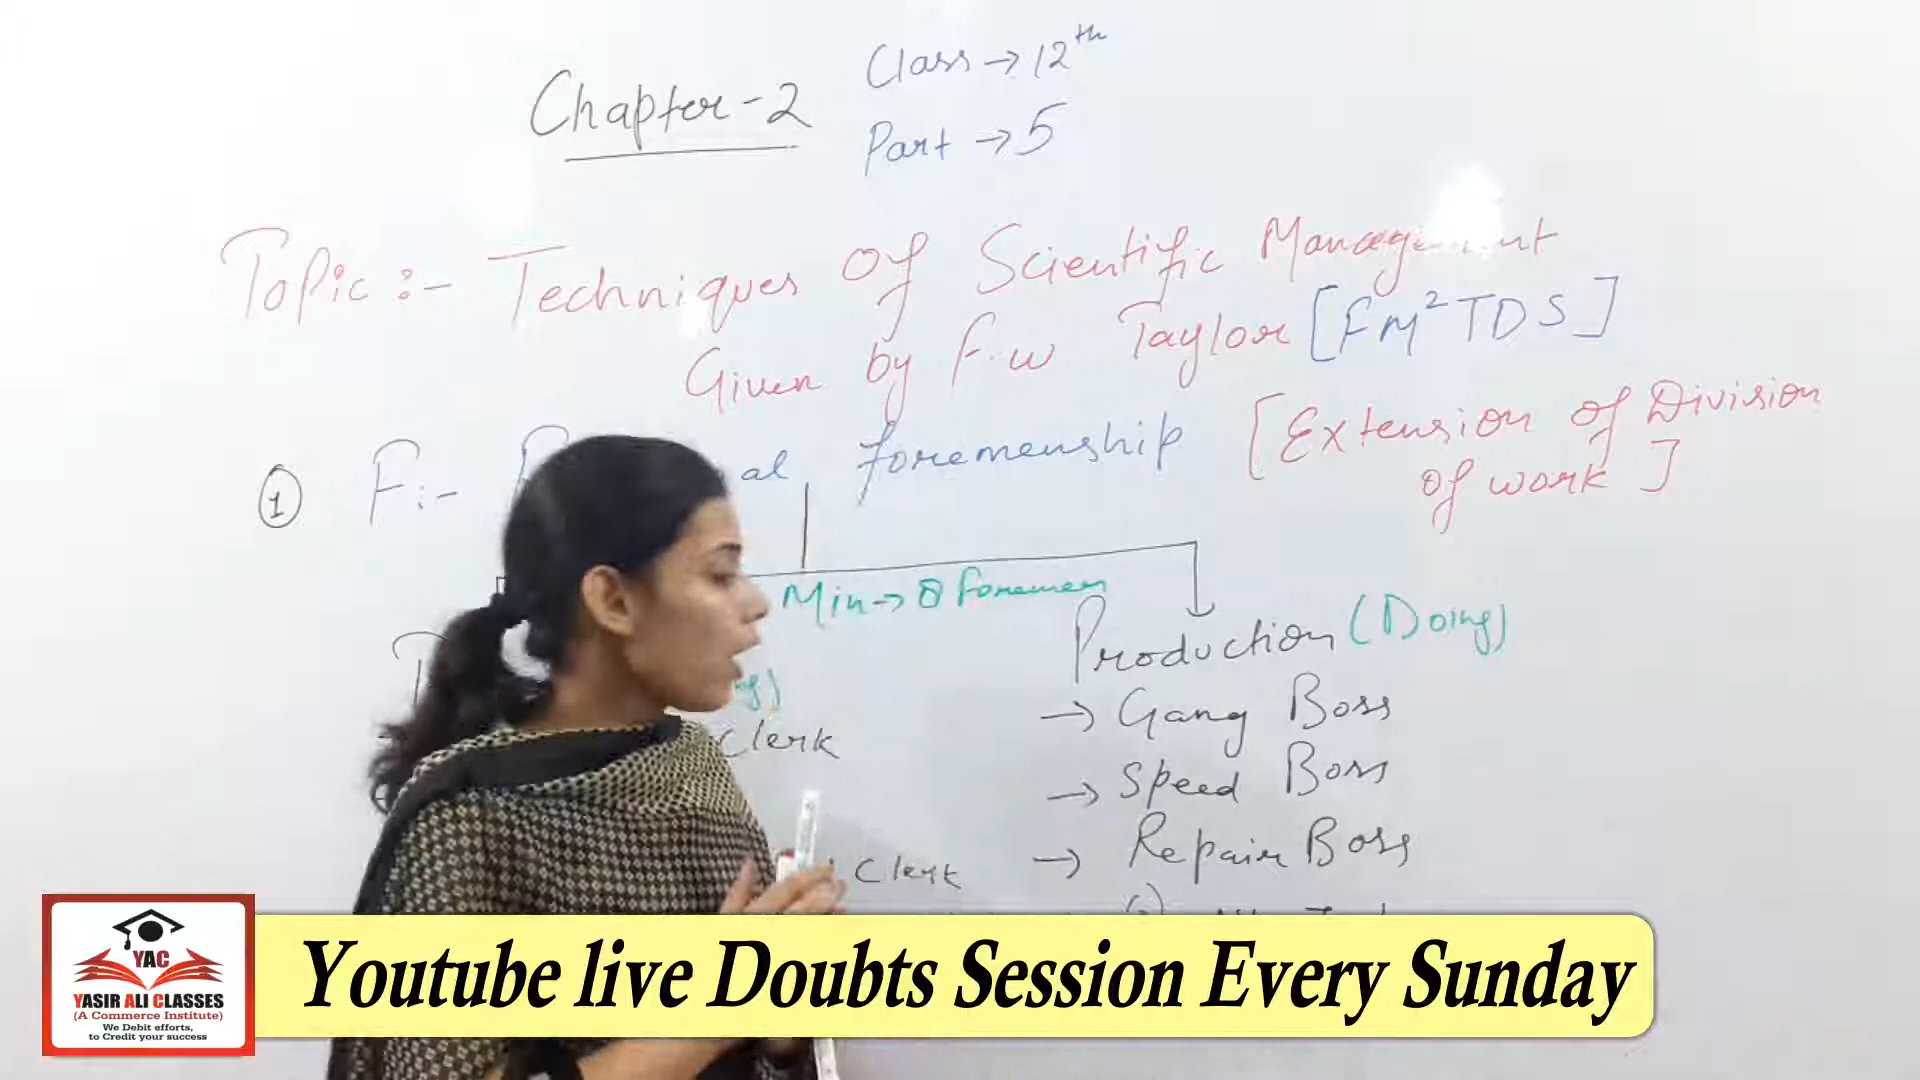 Chapter-2
Class → 12th
Part → 5
Topic :- Techniques Of Scientific Management
Given by F.W Taylor [FM²TDS]
① F:- al foremenship [Extension of Division
of work]
Min → 8 foremen
Production (Doing)
Clerk
→ Gang Boss
→ Speed Boss
Clerk
→ Repair Boss
YAC
YASIR ALI CLASSES
(A Commerce Institute)
We Debit efforts,
to Credit your success
Youtube live Doubts Session Every Sunday